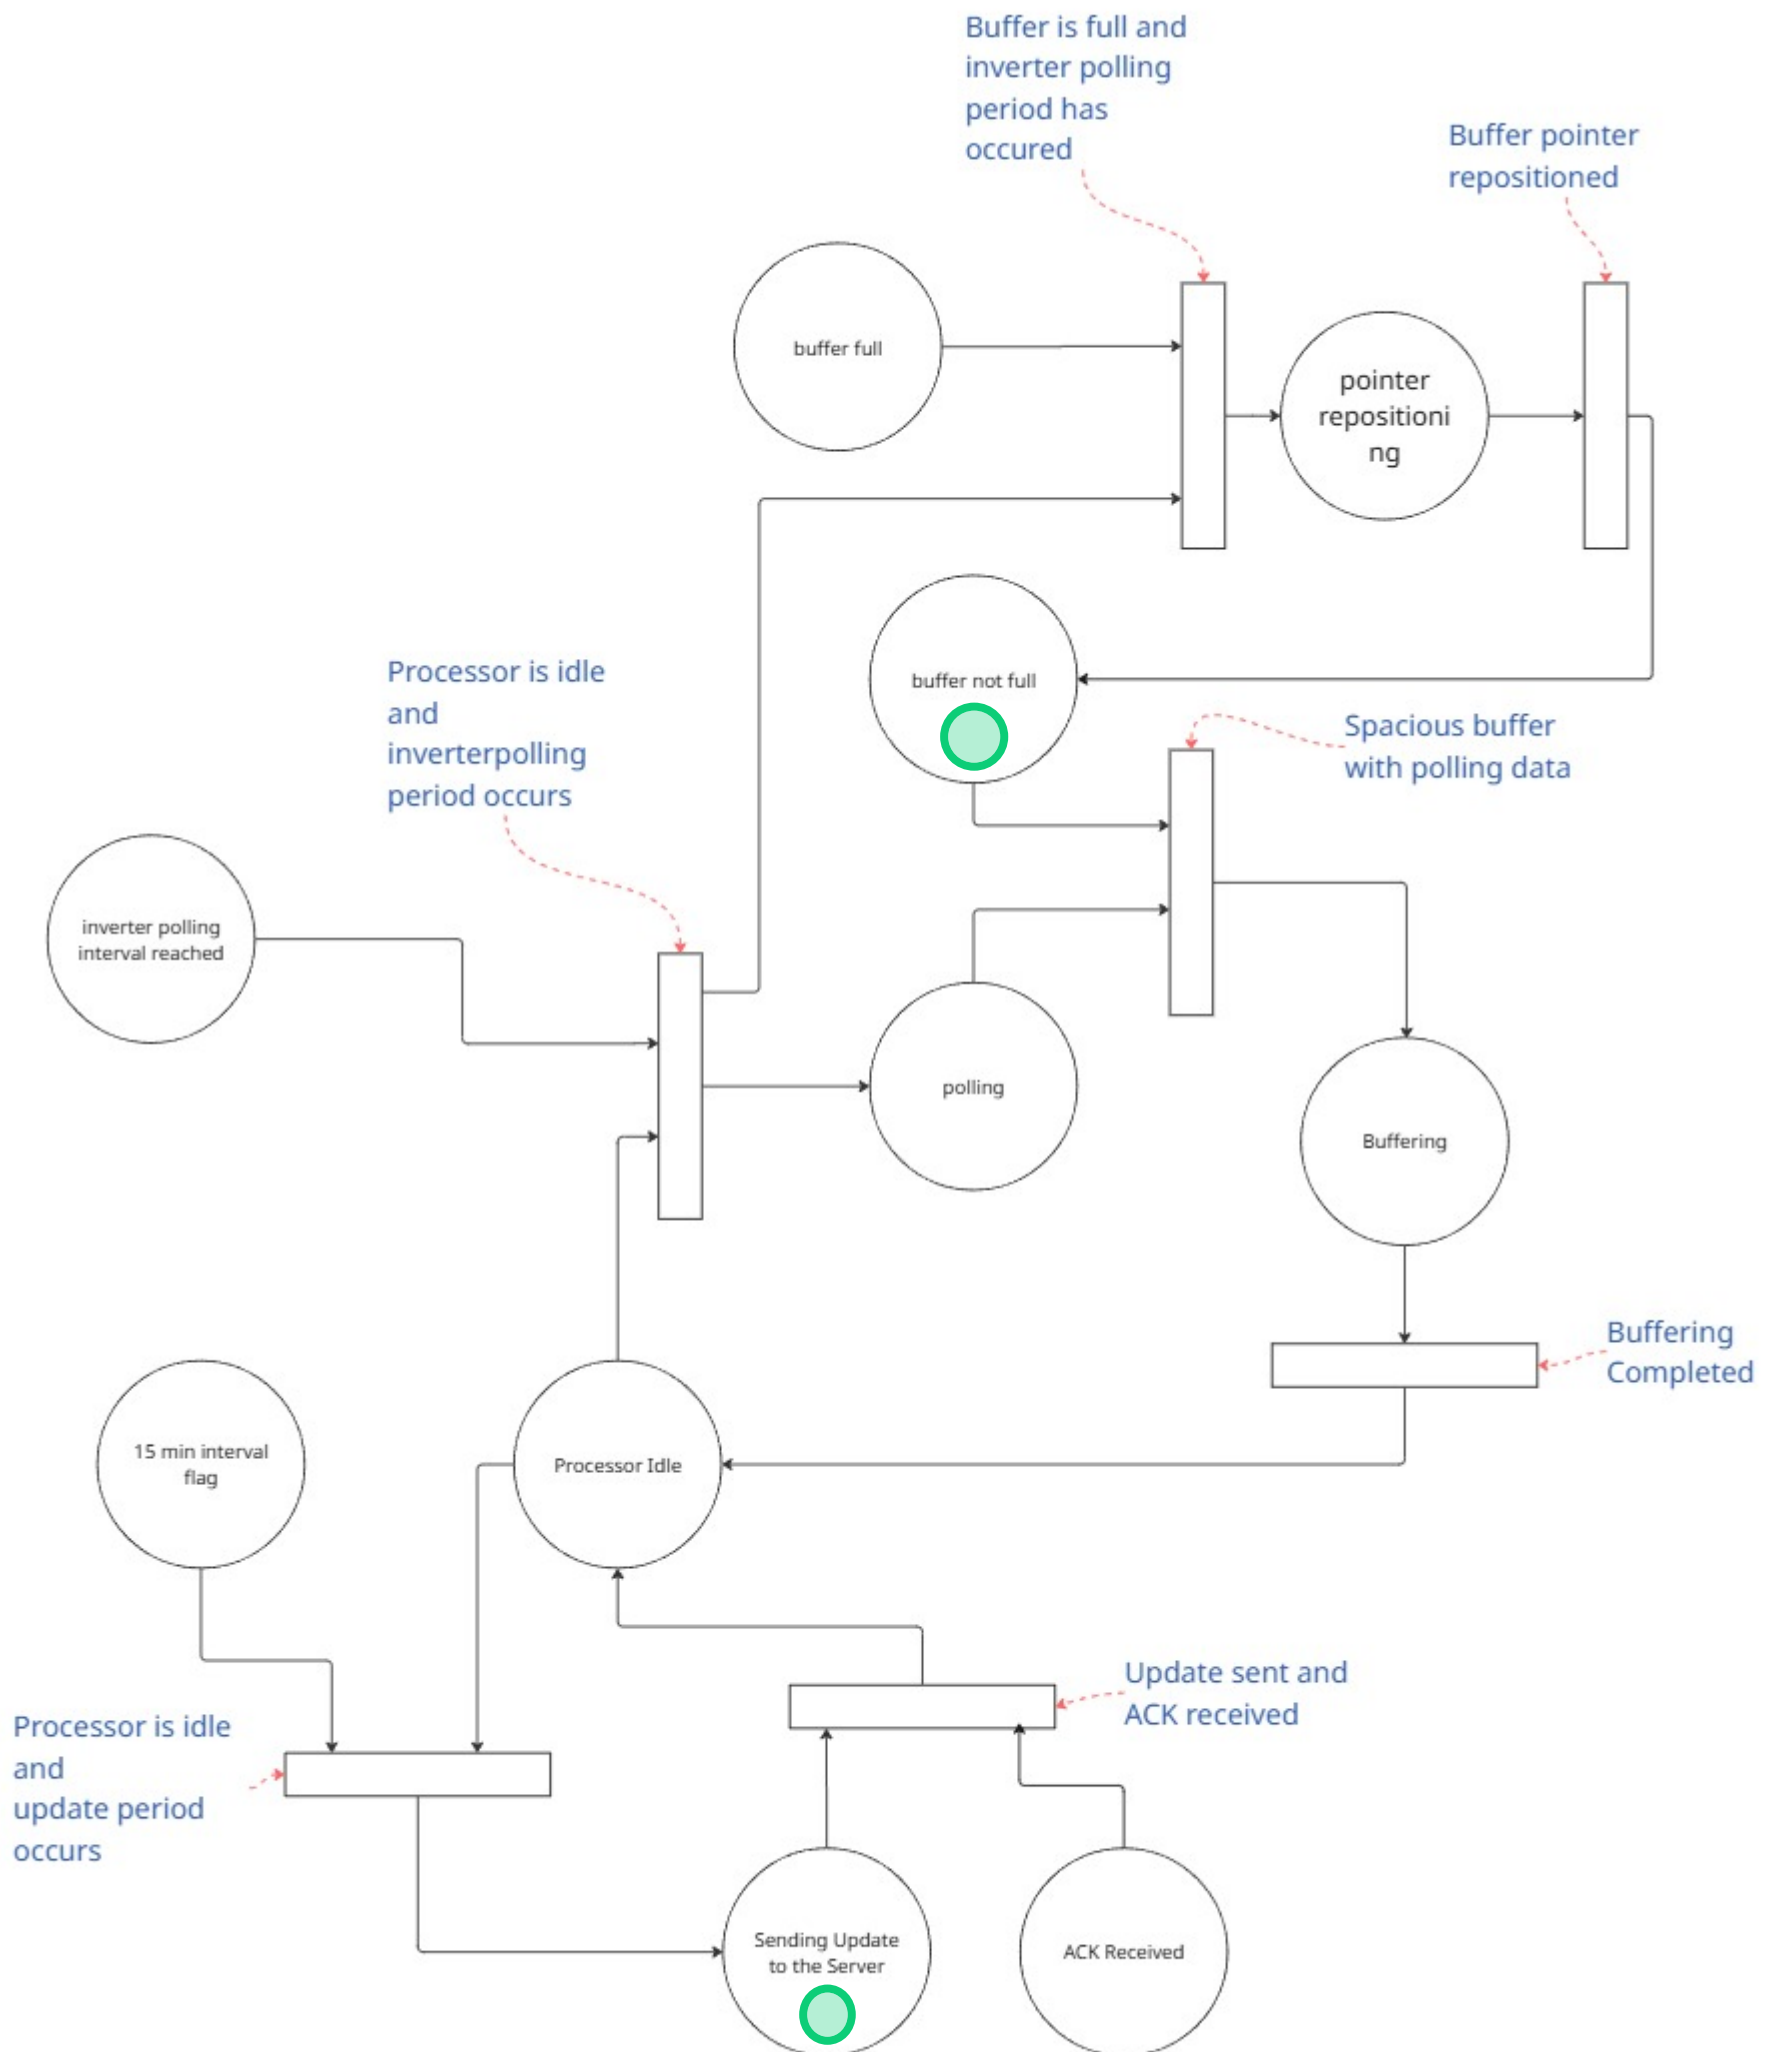 Buffer is full and
inverter polling
period has
occured
Buffer pointer
repositioned
buffer full
pointer
repositioni
ng
buffer not full
Processor is idle
and
inverterpolling
period occurs
Spacious buffer
with polling data
inverter polling
interval reached
polling
Buffering
Buffering
Completed
15 min interval
flag
Processor Idle
Update sent and
ACK received
Processor is idle
and
update period
occurs
Sending Update
to the Server
ACK Received